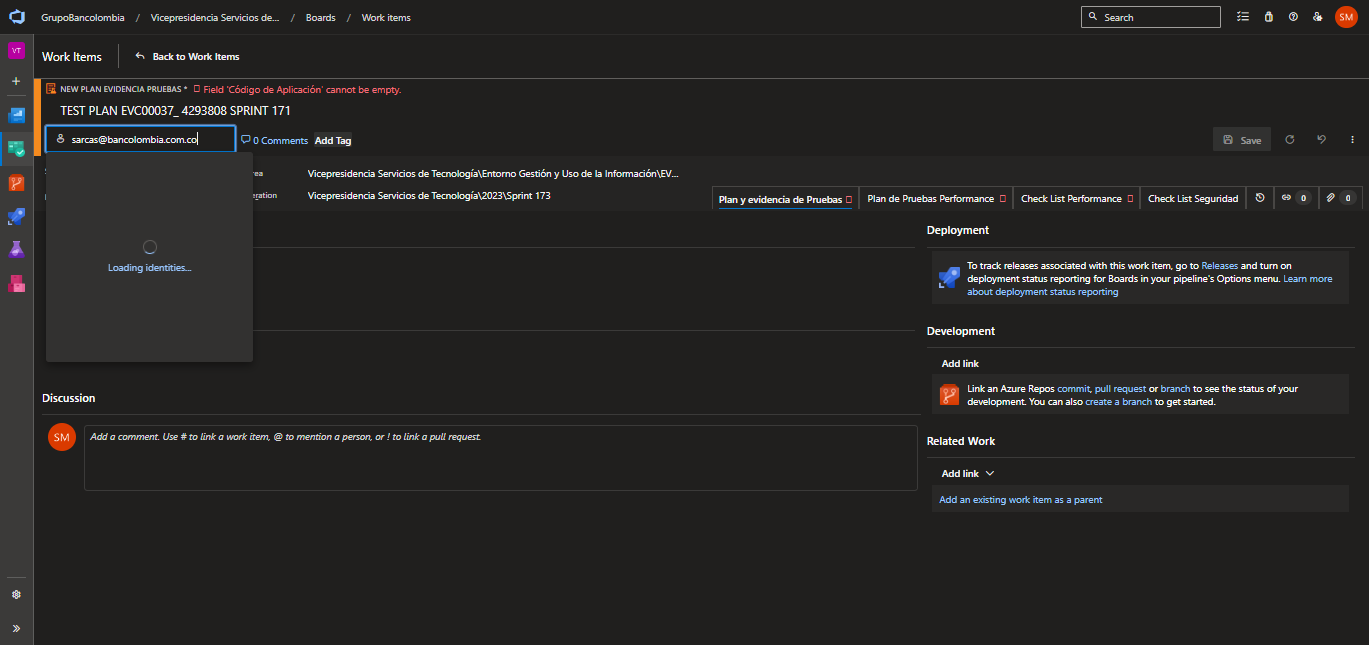 GrupoBancolombia / Vicepresidencia Servicios de... / Boards / Work items
Search
SM
VT
Work Items
Back to Work Items
NEW PLAN EVIDENCIA PRUEBAS * Field 'Código de Aplicación' cannot be empty.
TEST PLAN EVC00037_ 4293808 SPRINT 171
sarcas@bancolombia.com.co
0 Comments
Add Tag
Save
rea
Vicepresidencia Servicios de Tecnología\Entorno Gestión y Uso de la Información\EV...
eration
Vicepresidencia Servicios de Tecnología\2023\Sprint 173
Plan y evidencia de Pruebas
Plan de Pruebas Performance
Check List Performance
Check List Seguridad
0
0
Loading identities...
Deployment
To track releases associated with this work item, go to Releases and turn on
deployment status reporting for Boards in your pipeline's Options menu. Learn more
about deployment status reporting
Development
Add link
Link an Azure Repos commit, pull request or branch to see the status of your
development. You can also create a branch to get started.
Discussion
SM
Add a comment. Use # to link a work item, @ to mention a person, or ! to link a pull request.
Related Work
Add link
Add an existing work item as a parent